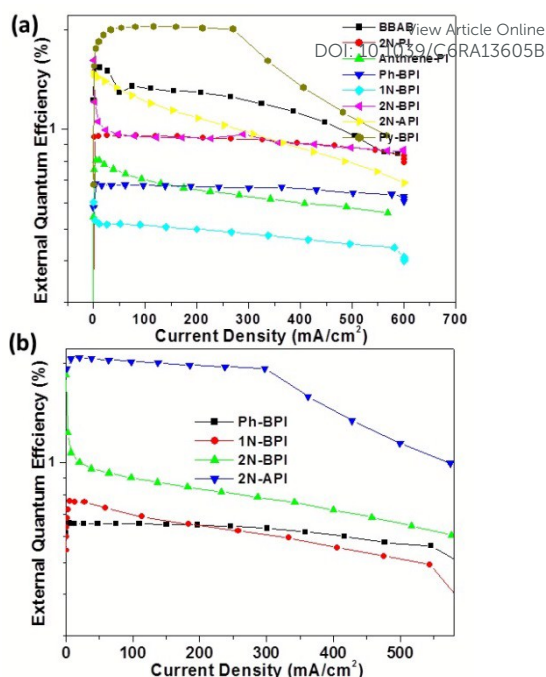 (a)
View Article Online
DOI: 10.1039/C6RA13605B
BBAB
2N-PI
Anthrene-PI
Ph-BPI
1N-BPI
2N-BPI
2N-API
Py-BPI
External Quantum Effciency (%)
1
0 100 200 300 400 500 600 700
Current Density (mA/cm²)
(b)
Ph-BPI
1N-BPI
2N-BPI
2N-API
External Quantum Effciency (%)
1
0 100 200 300 400 500
Current Density (mA/cm²)